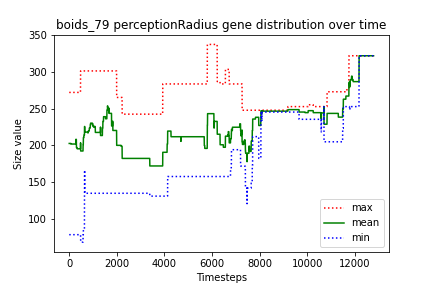 boids_79 perceptionRadius gene distribution over time
350
300
250
200
150
100
Size value
0
2000
4000
6000
8000
10000
12000
Timesteps
max
mean
min